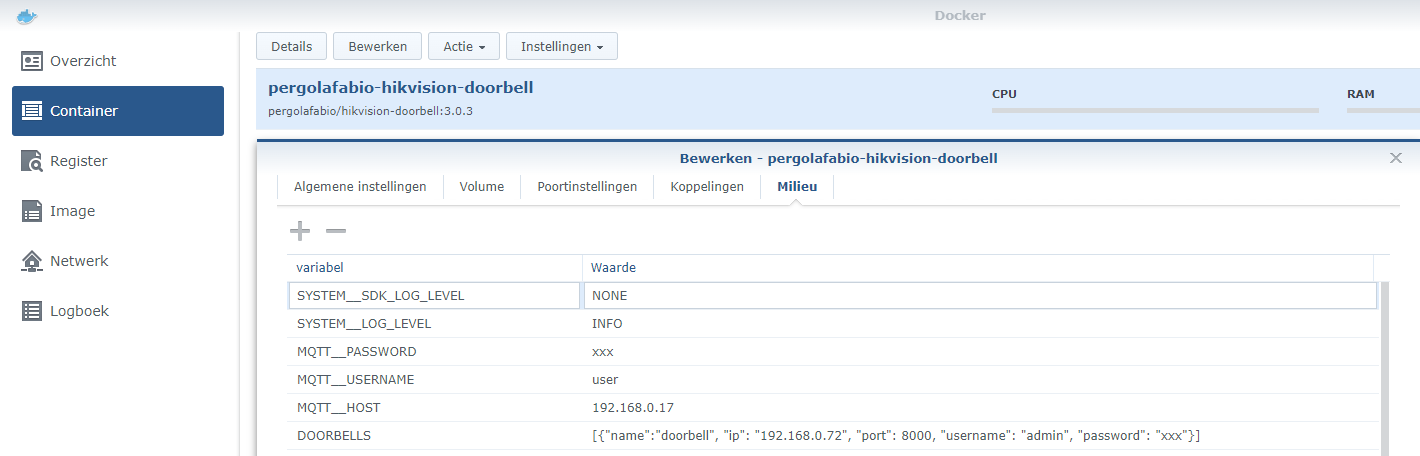 Docker
Overzicht
Container
Register
Image
Netwerk
Logboek
Details Bewerken Actie Instellingen
pergolafabio-hikvision-doorbell
pergolafabio/hikvision-doorbell:3.0.3
CPU RAM
Bewerken - pergolafabio-hikvision-doorbell
Algemene instellingen Volume Poortinstellingen Koppelingen Milieu
variabel Waarde
SYSTEM__SDK_LOG_LEVEL NONE
SYSTEM__LOG_LEVEL INFO
MQTT__PASSWORD xxx
MQTT__USERNAME user
MQTT__HOST 192.168.0.17
DOORBELLS [{"name":"doorbell", "ip": "192.168.0.72", "port": 8000, "username": "admin", "password": "xxx"}]